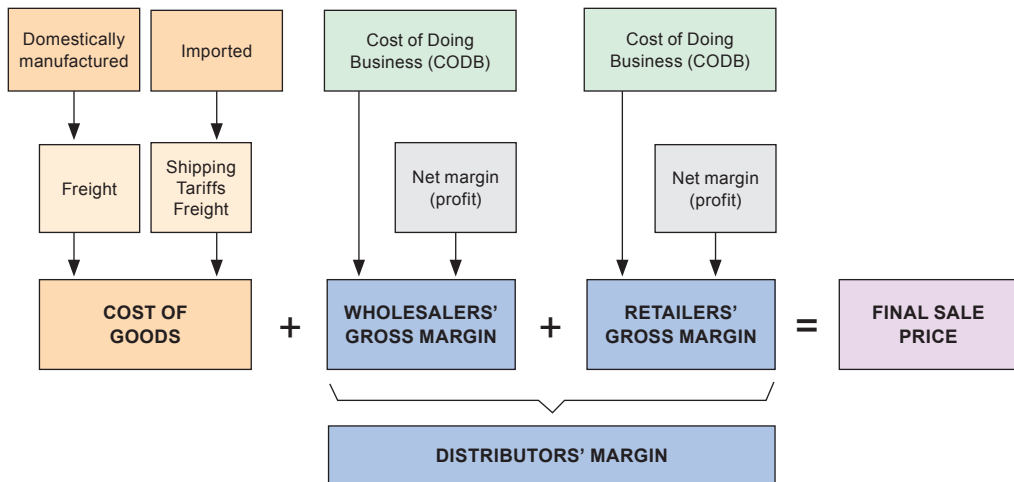 Domestically
manufactured
Imported
Cost of Doing
Business (CODB)
Cost of Doing
Business (CODB)
Freight
Shipping
Tariffs
Freight
Net margin
(profit)
Net margin
(profit)
COST OF
GOODS
+
WHOLESALERS’
GROSS MARGIN
+
RETAILERS’
GROSS MARGIN
=
FINAL SALE
PRICE
DISTRIBUTORS’ MARGIN